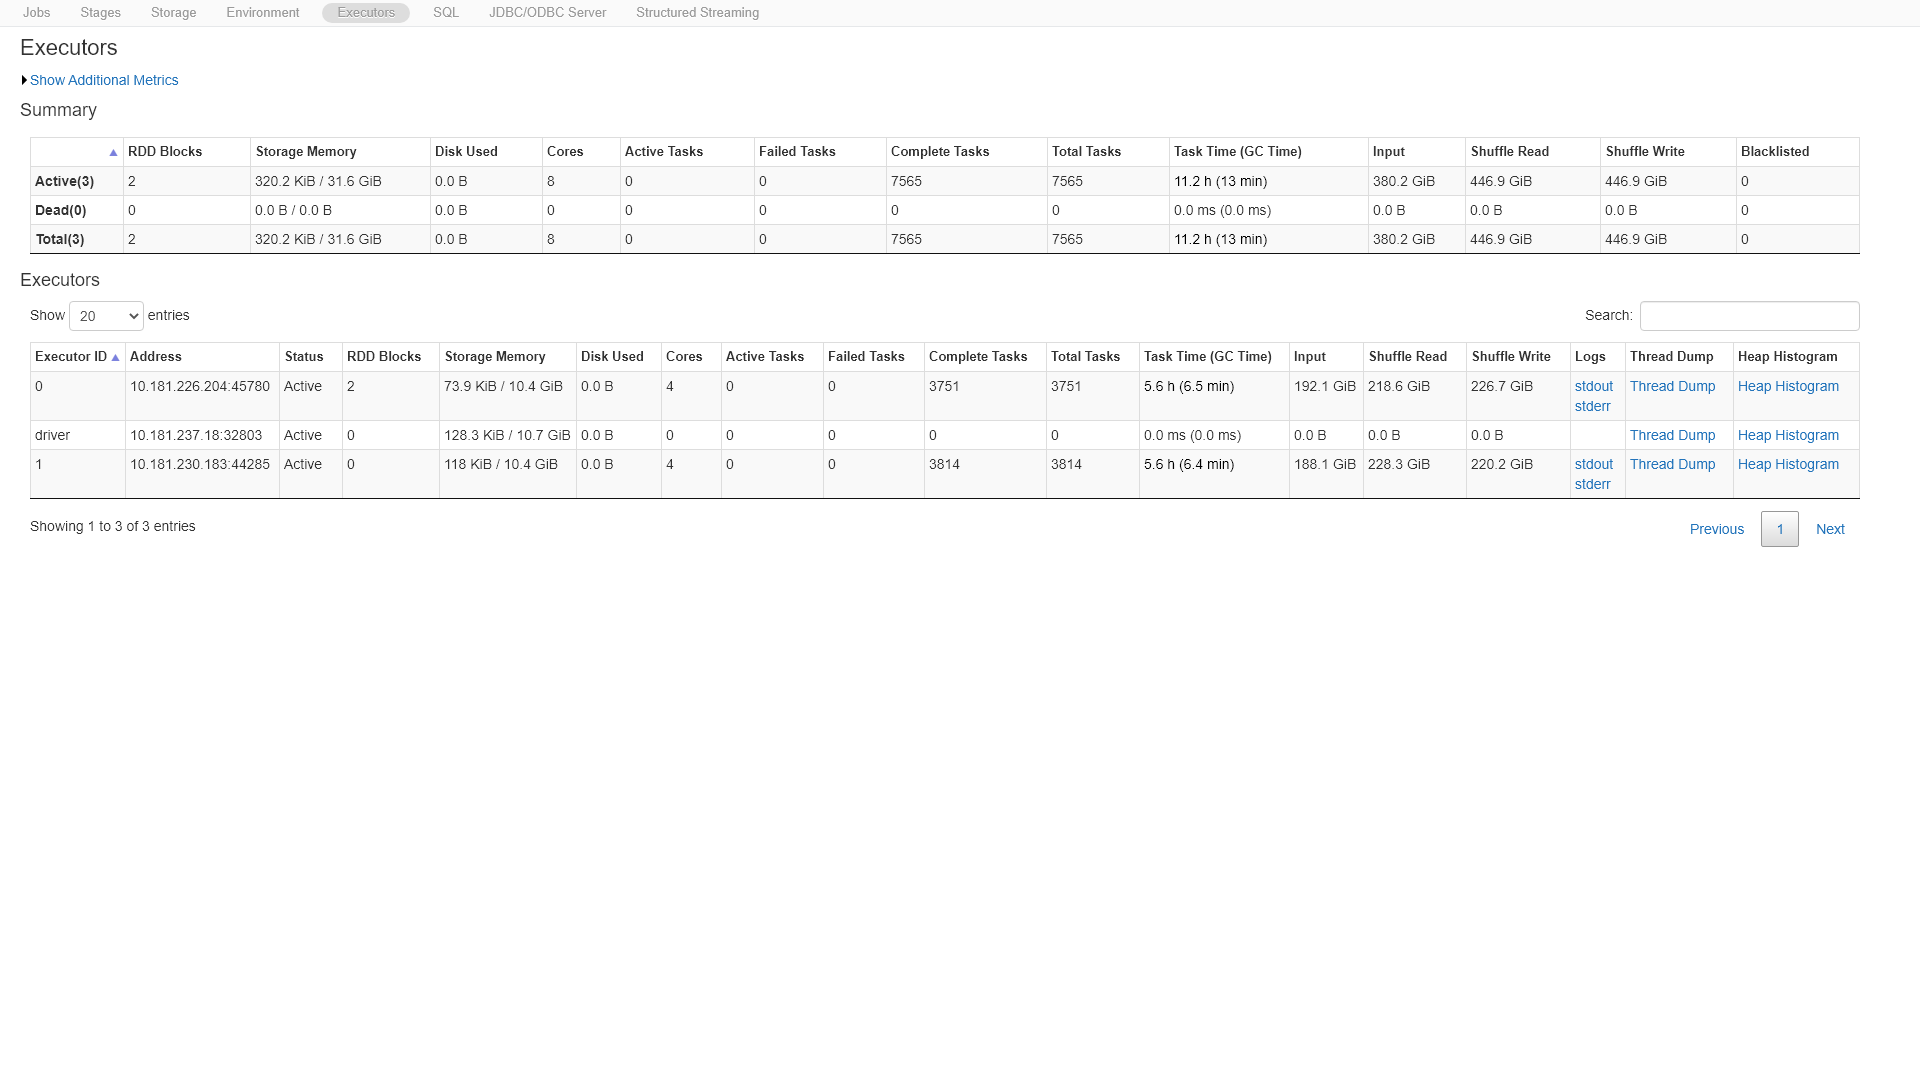 Jobs Stages Storage Environment Executors SQL JDBC/ODBC Server Structured Streaming
Executors
Show Additional Metrics
Summary
RDD Blocks Storage Memory Disk Used Cores Active Tasks Failed Tasks Complete Tasks Total Tasks Task Time (GC Time) Input Shuffle Read Shuffle Write Blacklisted
Active(3) 2 320.2 KiB / 31.6 GiB 0.0 B 8 0 0 7565 7565 11.2 h (13 min) 380.2 GiB 446.9 GiB 446.9 GiB 0
Dead(0) 0 0.0 B / 0.0 B 0.0 B 0 0 0 0 0 0.0 ms (0.0 ms) 0.0 B 0.0 B 0.0 B 0
Total(3) 2 320.2 KiB / 31.6 GiB 0.0 B 8 0 0 7565 7565 11.2 h (13 min) 380.2 GiB 446.9 GiB 446.9 GiB 0
Executors
Show 20 entries Search:
Executor ID Address Status RDD Blocks Storage Memory Disk Used Cores Active Tasks Failed Tasks Complete Tasks Total Tasks Task Time (GC Time) Input Shuffle Read Shuffle Write Logs Thread Dump Heap Histogram
0 10.181.226.204:45780 Active 2 73.9 KiB / 10.4 GiB 0.0 B 4 0 0 3751 3751 5.6 h (6.5 min) 192.1 GiB 218.6 GiB 226.7 GiB stdout Thread Dump Heap Histogram
stderr
driver 10.181.237.18:32803 Active 0 128.3 KiB / 10.7 GiB 0.0 B 0 0 0 0 0 0.0 ms (0.0 ms) 0.0 B 0.0 B 0.0 B Thread Dump Heap Histogram
1 10.181.230.183:44285 Active 0 118 KiB / 10.4 GiB 0.0 B 4 0 0 3814 3814 5.6 h (6.4 min) 188.1 GiB 228.3 GiB 220.2 GiB stdout Thread Dump Heap Histogram
stderr
Showing 1 to 3 of 3 entries Previous 1 Next